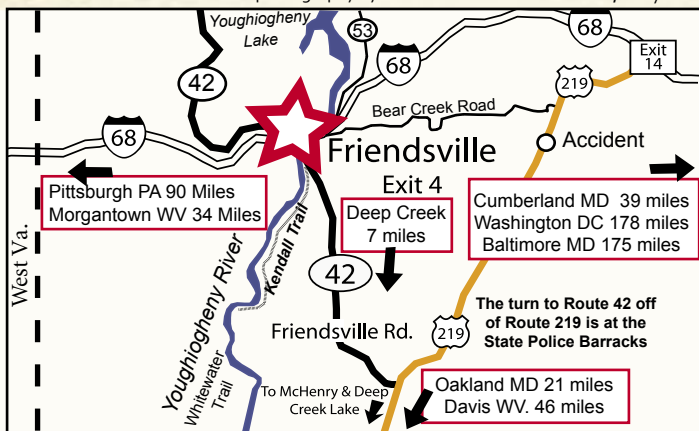 Youghiogheny
Lake
53
68
Exit
14
42
68
219
Bear Creek Road
68
Accident
Friendsville
Exit 4
Pittsburgh PA 90 Miles
Morgantown WV 34 Miles
Deep Creek
7 miles
Cumberland MD 39 miles
Washington DC 178 miles
Baltimore MD 175 miles
West Va.
Kendall Trail
Youghiogheny River
Whitewater
Trail
42
Friendsville Rd.
219
The turn to Route 42 off
of Route 219 is at the
State Police Barracks
To McHenry & Deep
Creek Lake
Oakland MD 21 miles
Davis WV. 46 miles